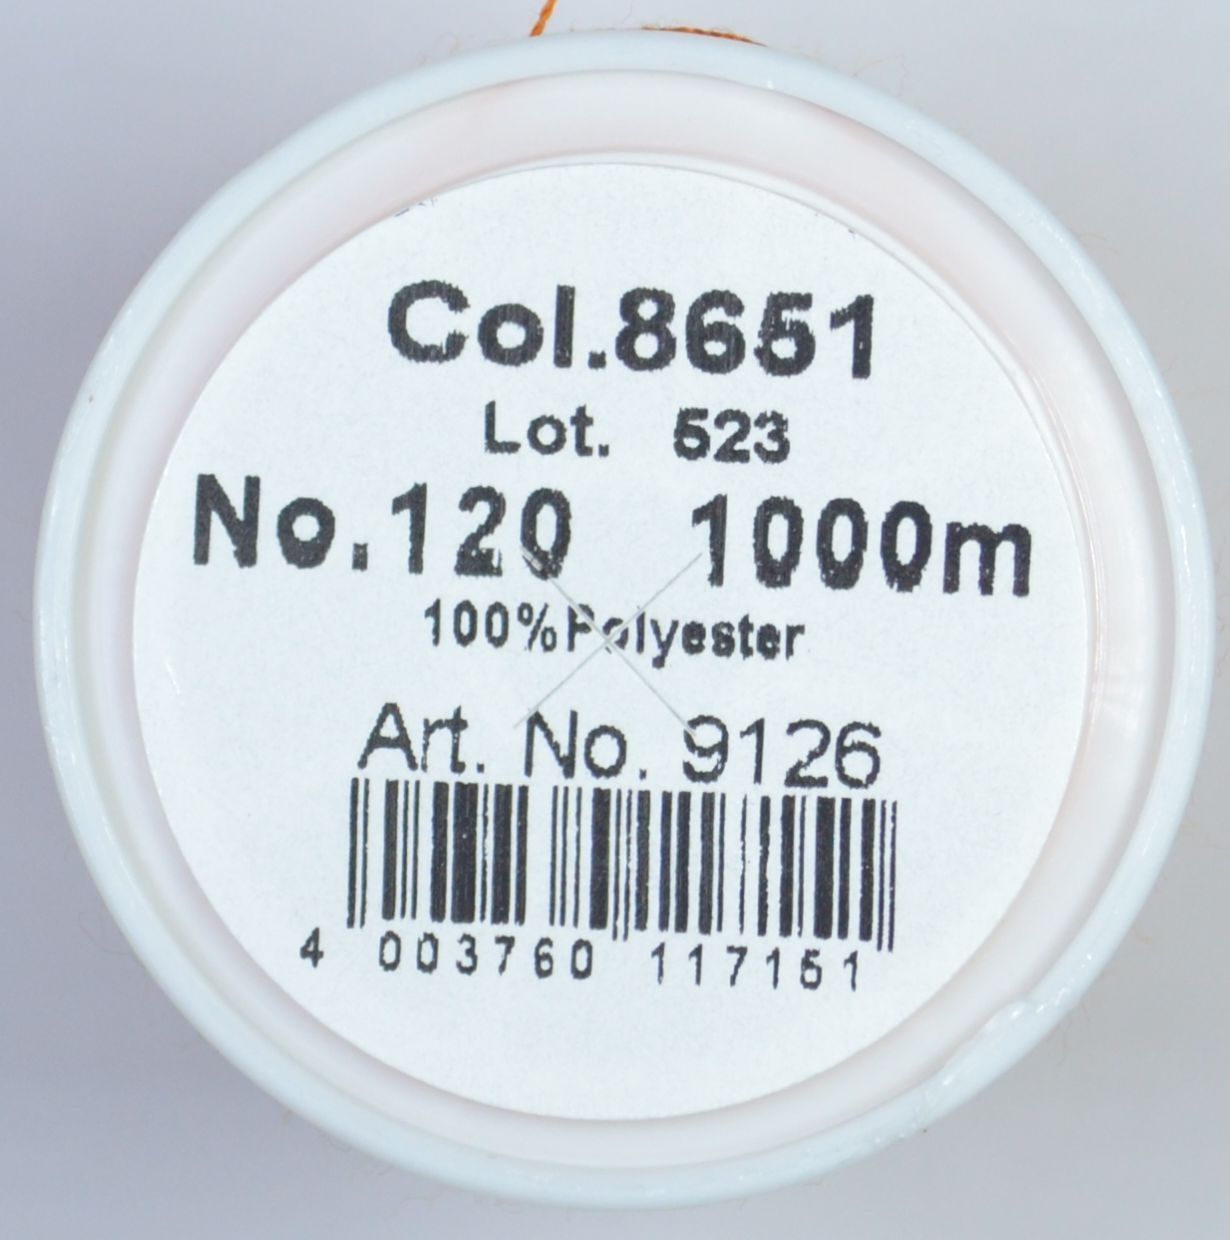 Col.8651
Lot. 523
No.120 1000m
100%Polyester
Art. No. 9126
4 003760 117151